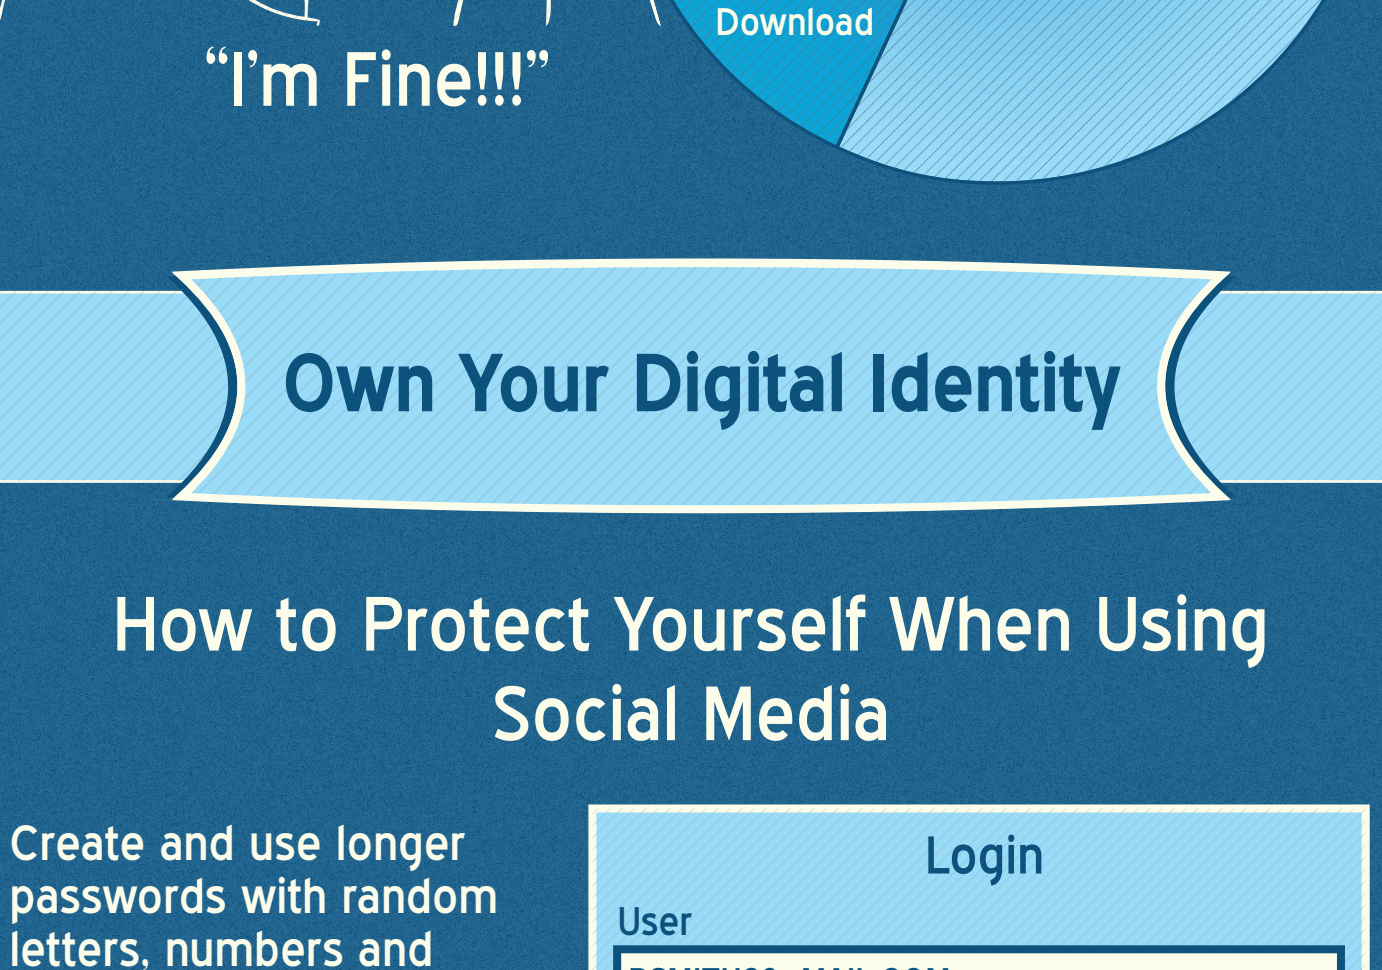 Download
“I’m Fine!!!”
Own Your Digital Identity
How to Protect Yourself When Using
Social Media
Create and use longer
passwords with random
letters, numbers and
Login
User